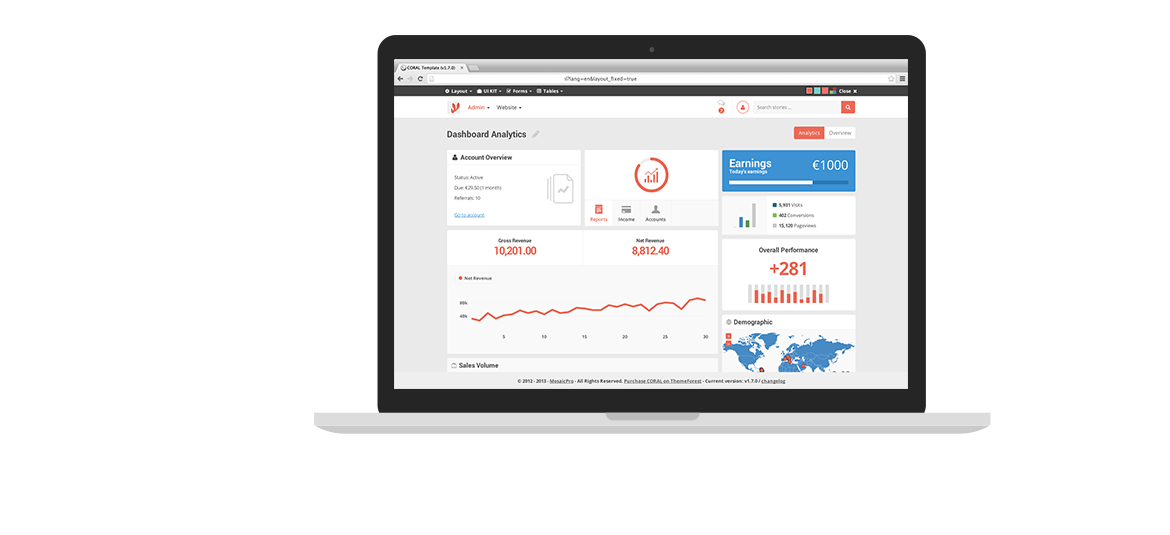 CORAL Template (v1.7.0)
?lang=en&layout_fixed=true
Layout UI KIT Forms Tables Close
Admin Website 2 Search stories ...
Dashboard Analytics
Analytics Overview
Account Overview
Status: Active
Due: €29.50 (1 month)
Referrals: 10
Go to account
Reports Income Accounts
Earnings €1000
Today's earnings
5,931 Visits
402 Conversions
15,120 Pageviews
Gross Revenue
10,201.00
Net Revenue
8,812.40
Overall Performance
+281
Net Revenue
88k
48k
5 10 15 20 25 30
Demographic
Sales Volume
© 2012 - 2013 - MosaicPro - All Rights Reserved. Purchase CORAL on ThemeForest - Current version: v1.7.0 / changelog